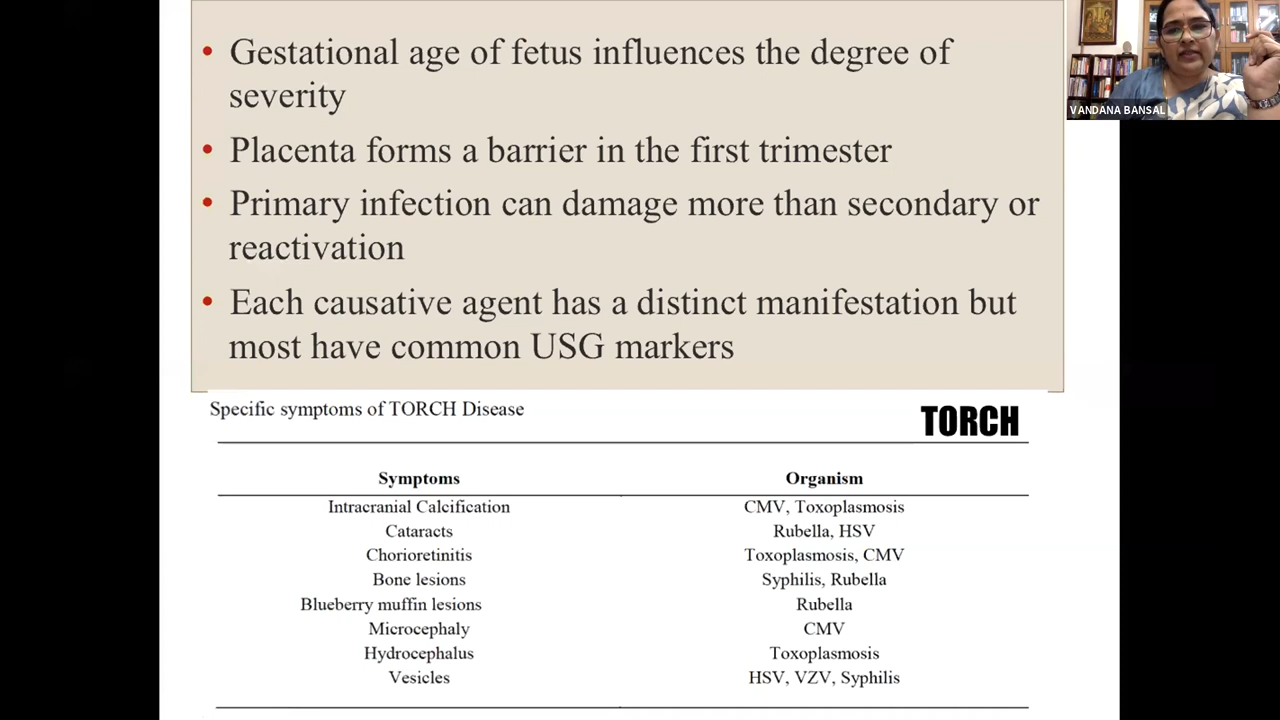 • Gestational age of fetus influences the degree of
severity
• Placenta forms a barrier in the first trimester
• Primary infection can damage more than secondary or
reactivation
• Each causative agent has a distinct manifestation but
most have common USG markers
VANDANA BANSAL
Specific symptoms of TORCH Disease
TORCH
Symptoms Organism
Intracranial Calcification CMV, Toxoplasmosis
Cataracts Rubella, HSV
Chorioretinitis Toxoplasmosis, CMV
Bone lesions Syphilis, Rubella
Blueberry muffin lesions Rubella
Microcephaly CMV
Hydrocephalus Toxoplasmosis
Vesicles HSV, VZV, Syphilis